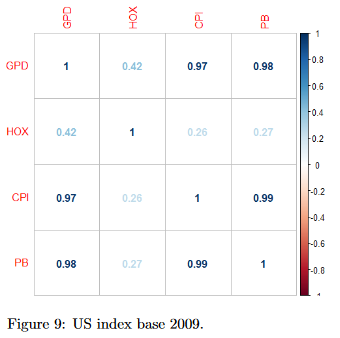 GPD HOX CPI PB
GPD 1 0.42 0.97 0.98
HOX 0.42 1 0.26 0.27
CPI 0.97 0.26 1 0.99
PB 0.98 0.27 0.99 1
1
0.8
0.6
0.4
0.2
0
-0.2
-0.4
-0.6
-0.8
-1
Figure 9: US index base 2009.